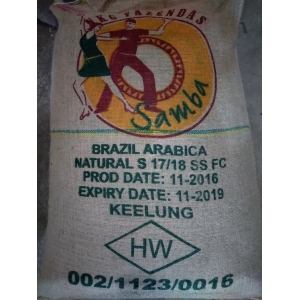 FAZENDAS
Samba
BRAZIL ARABICA
NATURAL S 17/18 SS FC
PROD DATE: 11-2016
EXPIRY DATE: 11-2019
KEELUNG
HW
002/1123/0016